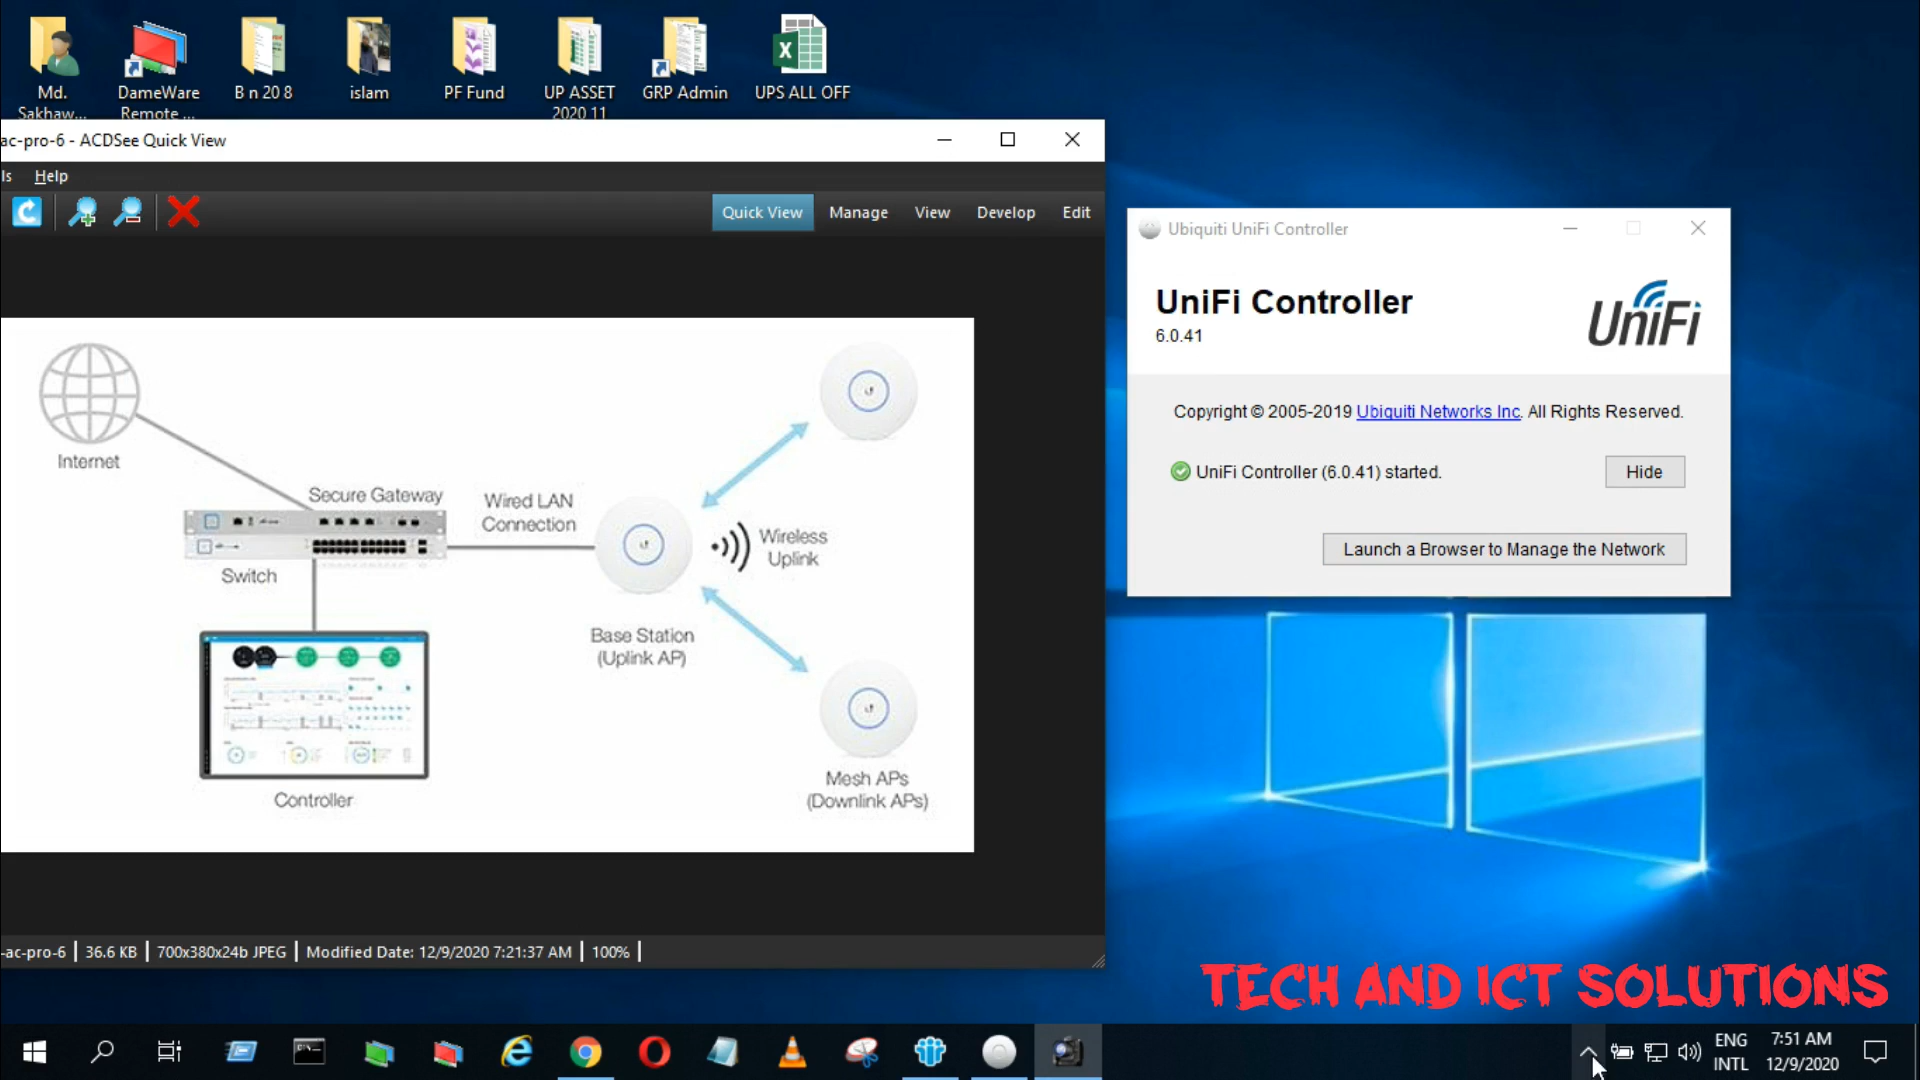 Md.
Sakhaw...
DameWare
Remote ...
B n 20 8
islam
PF Fund
UP ASSET
2020 11
GRP Admin
UPS ALL OFF
ac-pro-6 - ACDSee Quick View
ls Help
Quick View Manage View Develop Edit
Internet
Secure Gateway
Switch
Wired LAN
Connection
Wireless
Uplink
Base Station
(Uplink AP)
Controller
Mesh APs
(Downlink APs)
-ac-pro-6 | 36.6 KB | 700x380x24b JPEG | Modified Date: 12/9/2020 7:21:37 AM | 100% |
Ubiquiti UniFi Controller
UniFi Controller
6.0.41
UniFi
Copyright © 2005-2019 Ubiquiti Networks Inc. All Rights Reserved.
UniFi Controller (6.0.41) started.
Hide
Launch a Browser to Manage the Network
TECH AND ICT SOLUTIONS
ENG
INTL
7:51 AM
12/9/2020